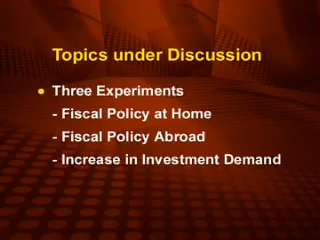 Topics under Discussion
● Three Experiments
- Fiscal Policy at Home
- Fiscal Policy Abroad
- Increase in Investment Demand